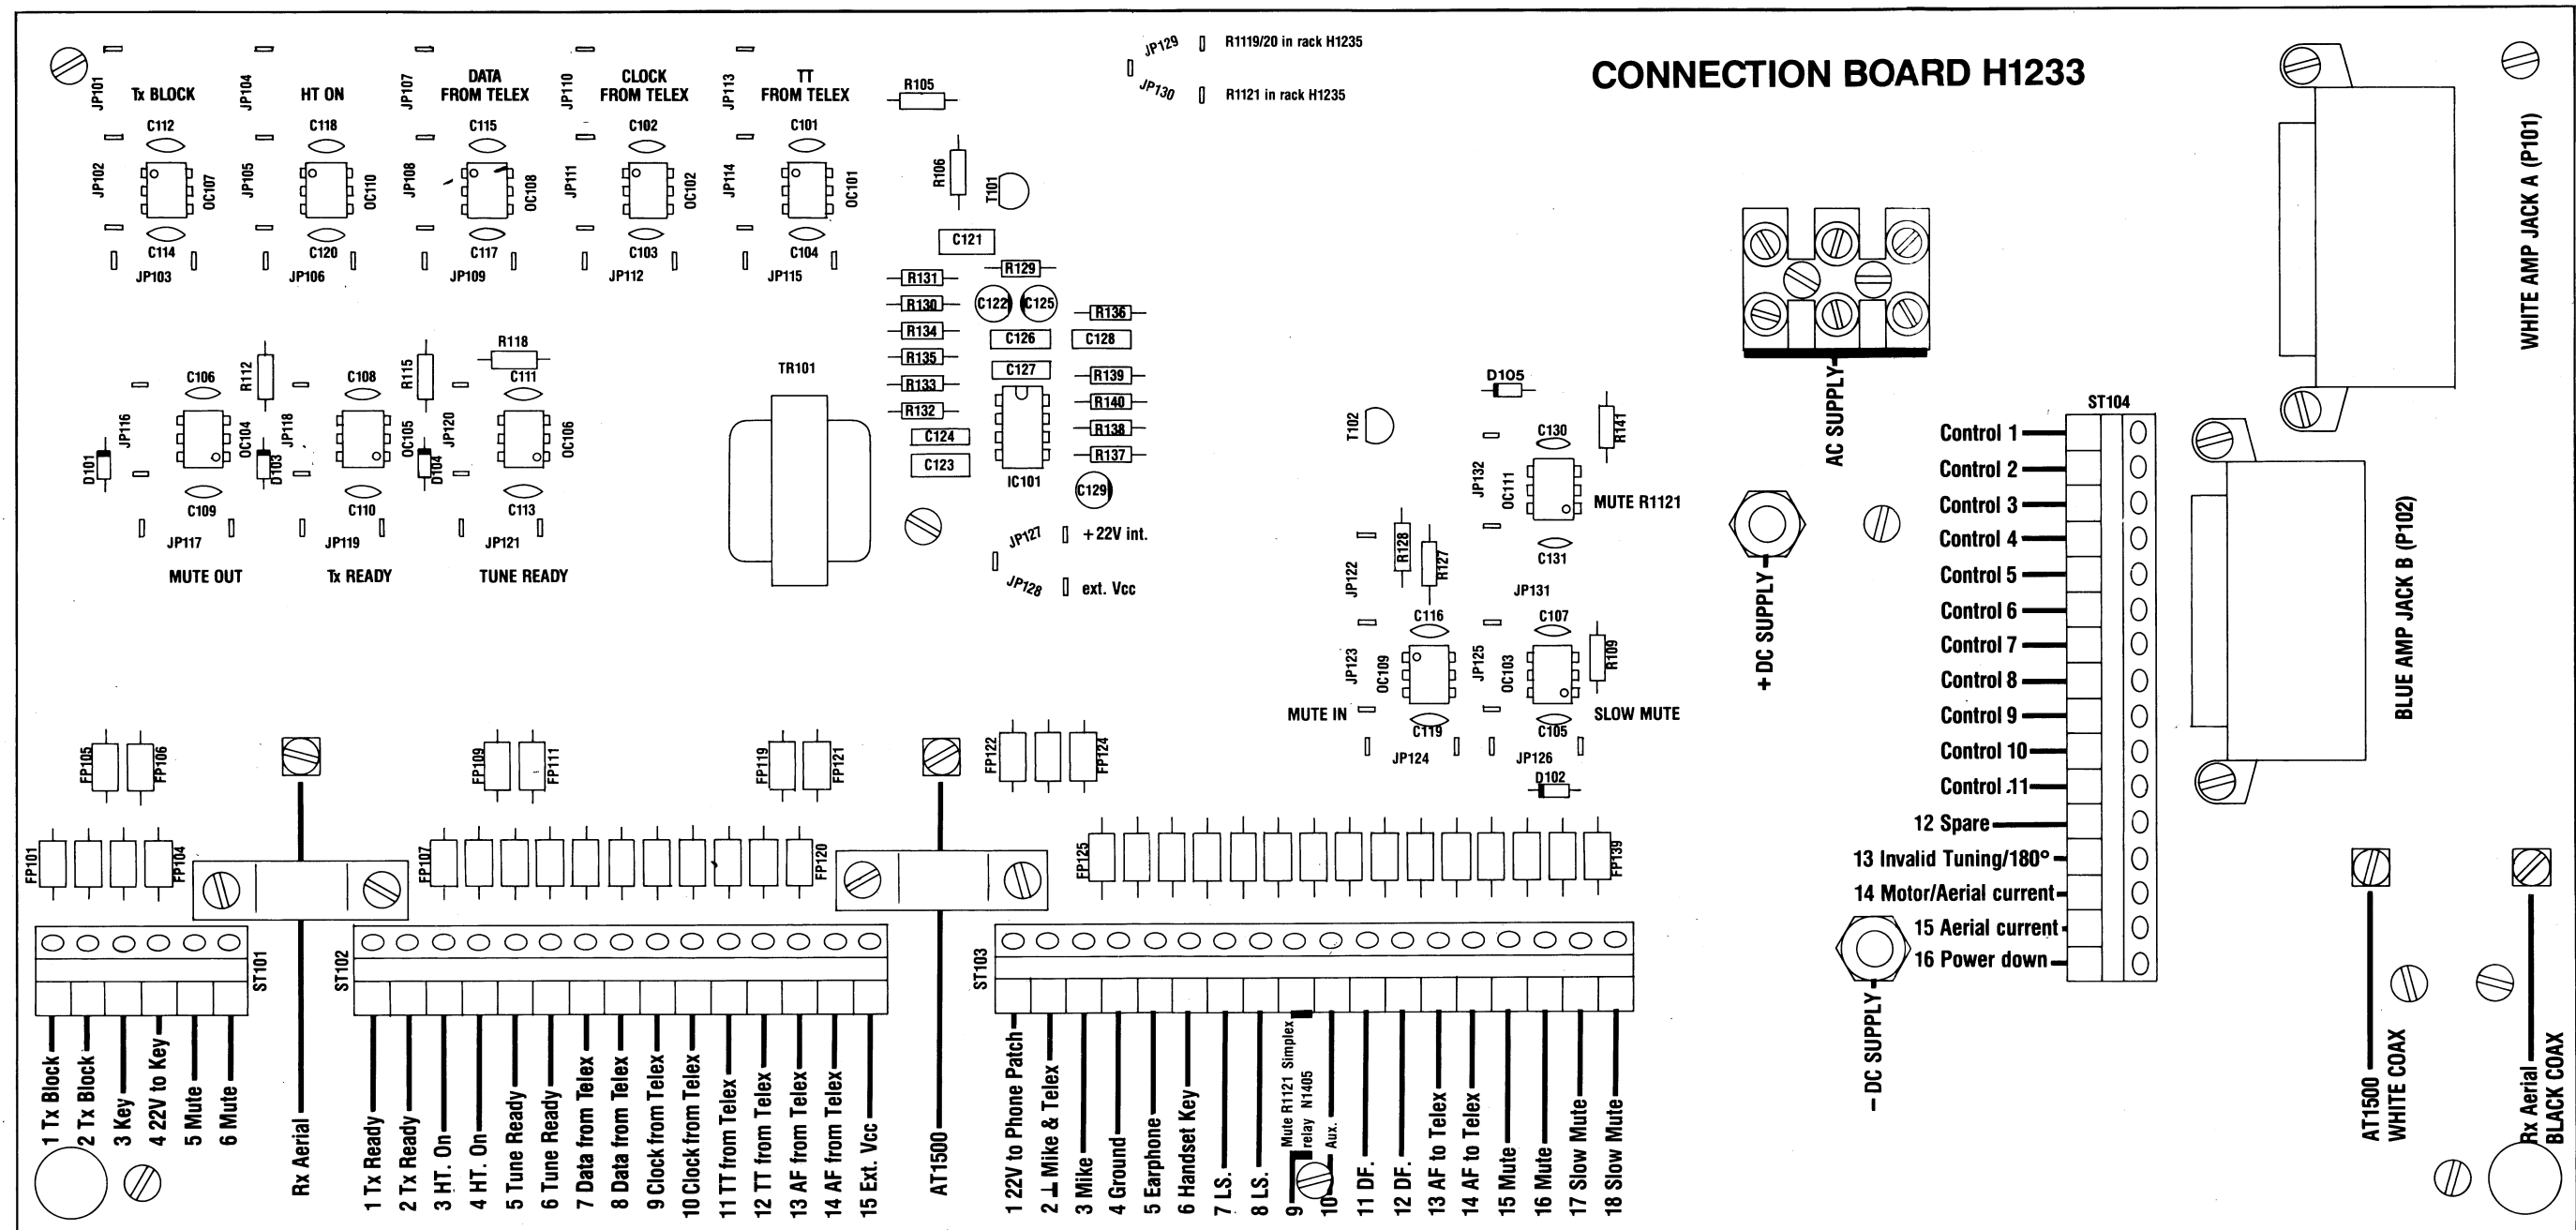 CONNECTION BOARD H1233
JP129
R1119/20 in rack H1235
JP130
R1121 in rack H1235
JP101
Tx BLOCK
JP104
HT ON
JP107
DATA
FROM TELEX
JP110
CLOCK
FROM TELEX
JP113
TT
FROM TELEX
R105
C112
C118
C115
C102
C101
JP102
OC107
JP105
OC110
JP108
OC108
JP111
OC102
JP114
OC101
R106
T101
C114
C120
C117
C103
C104
C121
JP103
JP106
JP109
JP112
JP115
R131
R129
R130
C122
C125
R136
R134
C126
C128
R135
C127
R139
R133
R140
R132
R138
C124
R137
C123
IC101
C129
TR101
R112
R115
R118
C106
C108
C111
JP116
OC104
JP118
OC105
JP120
OC106
D101
D103
D104
C109
C110
C113
JP117
JP119
JP121
MUTE OUT
Tx READY
TUNE READY
JP127
+22V int.
JP128
ext. Vcc
D105
T102
C130
R141
JP132
OC111
MUTE R1121
C131
JP122
R128
R127
JP131
C116
C107
JP123
OC109
JP125
OC103
R109
MUTE IN
SLOW MUTE
C119
C105
JP124
JP126
D102
AC SUPPLY
+DC SUPPLY
–DC SUPPLY
WHITE AMP JACK A (P101)
BLUE AMP JACK B (P102)
ST104
Control 1
Control 2
Control 3
Control 4
Control 5
Control 6
Control 7
Control 8
Control 9
Control 10
Control 11
12 Spare
13 Invalid Tuning/180°
14 Motor/Aerial current
15 Aerial current
16 Power down
FP105
FP106
FP109
FP111
FP119
FP121
FP122
FP124
FP101
FP104
FP107
FP120
FP125
FP139
ST101
ST102
ST103
1 Tx Block
2 Tx Block
3 Key
4 22V to Key
5 Mute
6 Mute
Rx Aerial
1 Tx Ready
2 Tx Ready
3 HT. On
4 HT. On
5 Tune Ready
6 Tune Ready
7 Data from Telex
8 Data from Telex
9 Clock from Telex
10 Clock from Telex
11 TT from Telex
12 TT from Telex
13 AF from Telex
14 AF from Telex
15 Ext. Vcc
AT1500
1 22V to Phone Patch
2 ⊥ Mike & Telex
3 Mike
4 Ground
5 Earphone
6 Handset Key
7 LS.
8 LS.
9 Mute R1121 Simplex
relay N1405
10 Aux.
11 DF.
12 DF.
13 AF to Telex
14 AF to Telex
15 Mute
16 Mute
17 Slow Mute
18 Slow Mute
AT1500
WHITE COAX
Rx Aerial
BLACK COAX